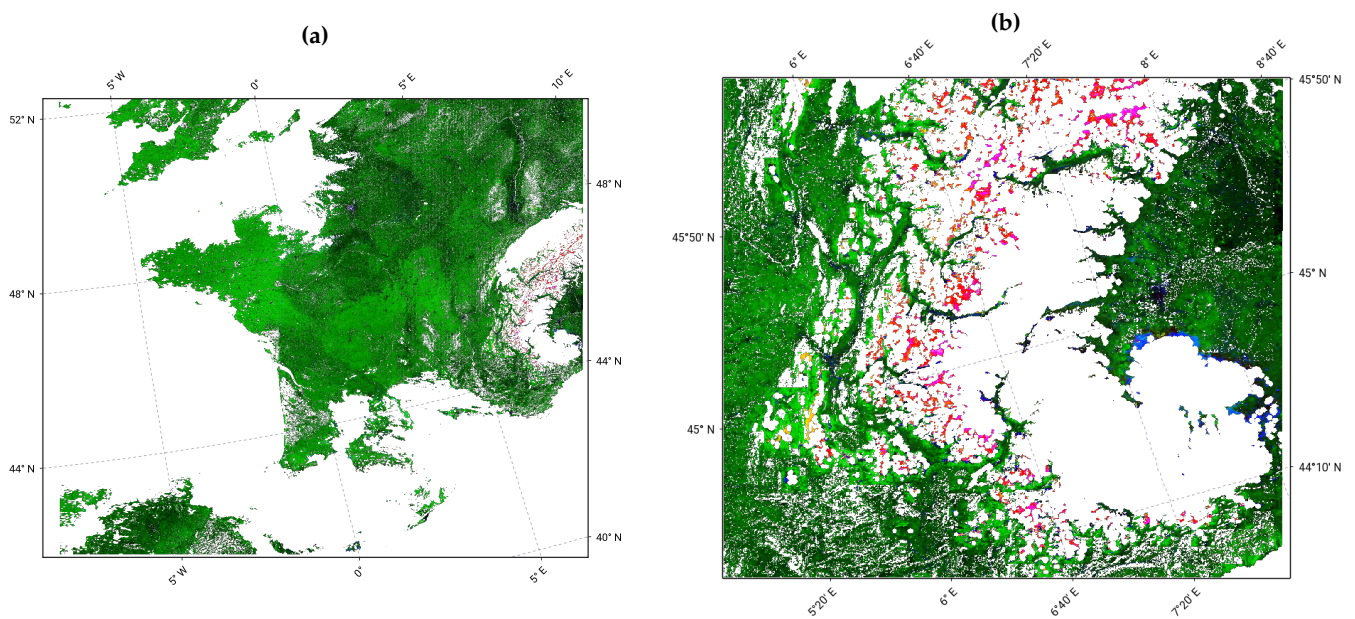 (a)
5° W
0°
5° E
10° E
52° N
48° N
44° N
48° N
44° N
40° N
5° W
0°
5° E
(b)
6° E
6°40' E
7°20' E
8° E
8°40' E
45°50' N
45° N
45°50' N
45° N
44°10' N
5°20' E
6° E
6°40' E
7°20' E